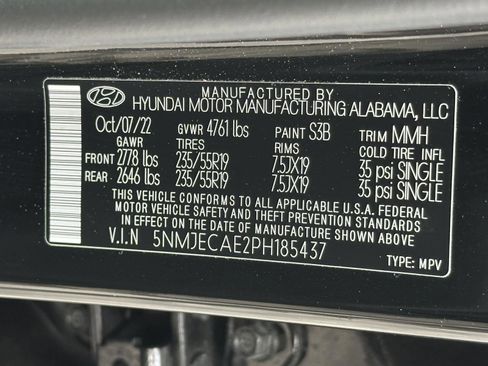 MANUFACTURED BY
HYUNDAI MOTOR MANUFACTURING ALABAMA, LLC
Oct/07/22 GVWR 4761 lbs PAINT S3B TRIM MMH
GAWR TIRES RIMS COLD TIRE INFL
FRONT 2778 lbs 235/55R19 7.5JX19 35 psi SINGLE
REAR 2646 lbs 235/55R19 7.5JX19 35 psi SINGLE
THIS VEHICLE CONFORMS TO ALL APPLICABLE U.S.A. FEDERAL
MOTOR VEHICLE SAFETY AND THEFT PREVENTION STANDARDS
IN EFFECT ON THE DATE OF MANUFACTURE SHOWN ABOVE.
V.I.N 5NMJECAE2PH185437
TYPE: MPV